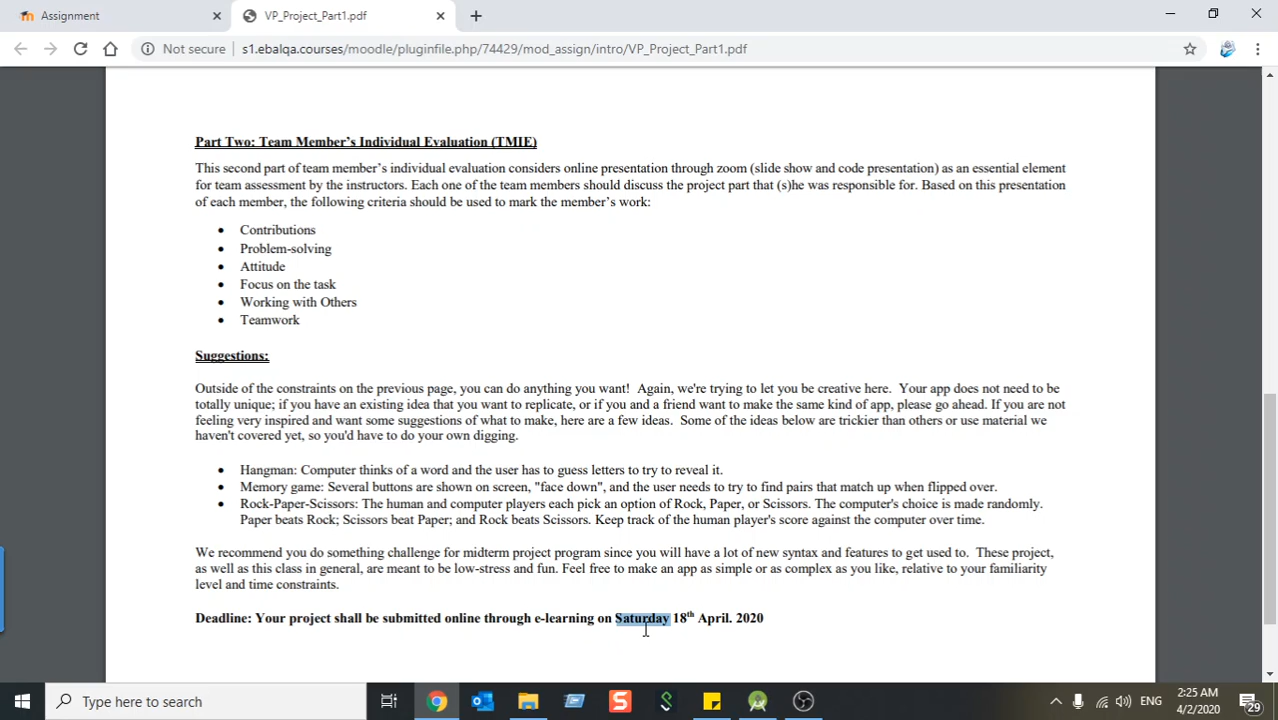 Assignment
VP_Project_Part1.pdf
Not secure
s1.ebalqa.courses/moodle/pluginfile.php/74429/mod_assign/intro/VP_Project_Part1.pdf
Part Two: Team Member's Individual Evaluation (TMIE)
This second part of team member's individual evaluation considers online presentation through zoom (slide show and code presentation) as an essential element
for team assessment by the instructors. Each one of the team members should discuss the project part that (s)he was responsible for. Based on this presentation
of each member, the following criteria should be used to mark the member's work:
• Contributions
• Problem-solving
• Attitude
• Focus on the task
• Working with Others
• Teamwork
Suggestions:
Outside of the constraints on the previous page, you can do anything you want! Again, we're trying to let you be creative here. Your app does not need to be
totally unique; if you have an existing idea that you want to replicate, or if you and a friend want to make the same kind of app, please go ahead. If you are not
feeling very inspired and want some suggestions of what to make, here are a few ideas. Some of the ideas below are trickier than others or use material we
haven't covered yet, so you'd have to do your own digging.
• Hangman: Computer thinks of a word and the user has to guess letters to try to reveal it.
• Memory game: Several buttons are shown on screen, "face down", and the user needs to try to find pairs that match up when flipped over.
• Rock-Paper-Scissors: The human and computer players each pick an option of Rock, Paper, or Scissors. The computer's choice is made randomly.
Paper beats Rock; Scissors beat Paper; and Rock beats Scissors. Keep track of the human player's score against the computer over time.
We recommend you do something challenge for midterm project program since you will have a lot of new syntax and features to get used to. These project,
as well as this class in general, are meant to be low-stress and fun. Feel free to make an app as simple or as complex as you like, relative to your familiarity
level and time constraints.
Deadline: Your project shall be submitted online through e-learning on Saturday 18th April. 2020
Type here to search
ENG
2:25 AM
4/2/2020
29